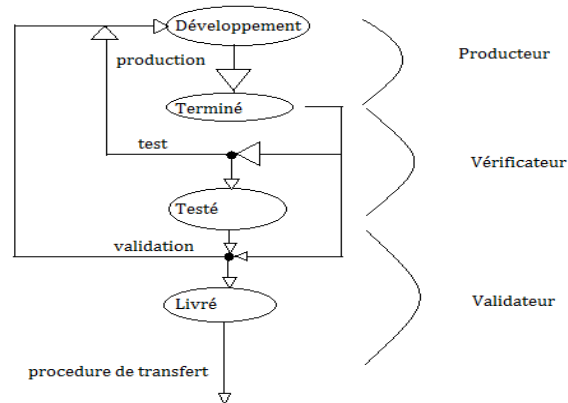 Développement
Producteur
production
Terminé
test
Vérificateur
Testé
validation
Livré
Validateur
procedure de transfert